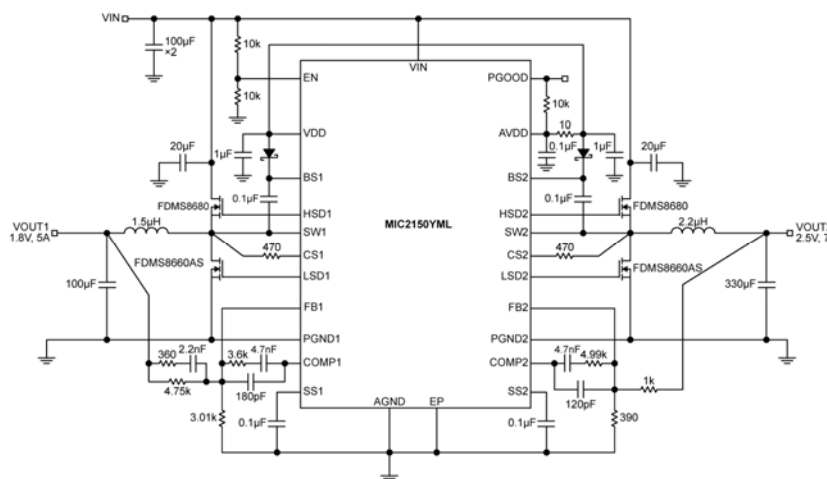 VIN
100µF
×2
10k
10k
VIN
EN
PGOOD
10k
10
VDD
AVDD
20µF
1µF
0.1µF
1µF
20µF
BS1
BS2
0.1µF
0.1µF
FDMS8680
HSD1
MIC2150YML
HSD2
FDMS8680
1.5µH
2.2µH
VOUT1
1.8V, 5A
SW1
SW2
2.5V, 7
470
CS1
CS2
470
FDMS8660AS
LSD1
LSD2
FDMS8660AS
100µF
330µF
FB1
FB2
PGND1
PGND2
360
2.2nF
3.6k
4.7nF
COMP1
COMP2
4.7nF
4.99k
4.75k
180pF
120pF
1k
SS1
SS2
3.01k
0.1µF
AGND
EP
0.1µF
390